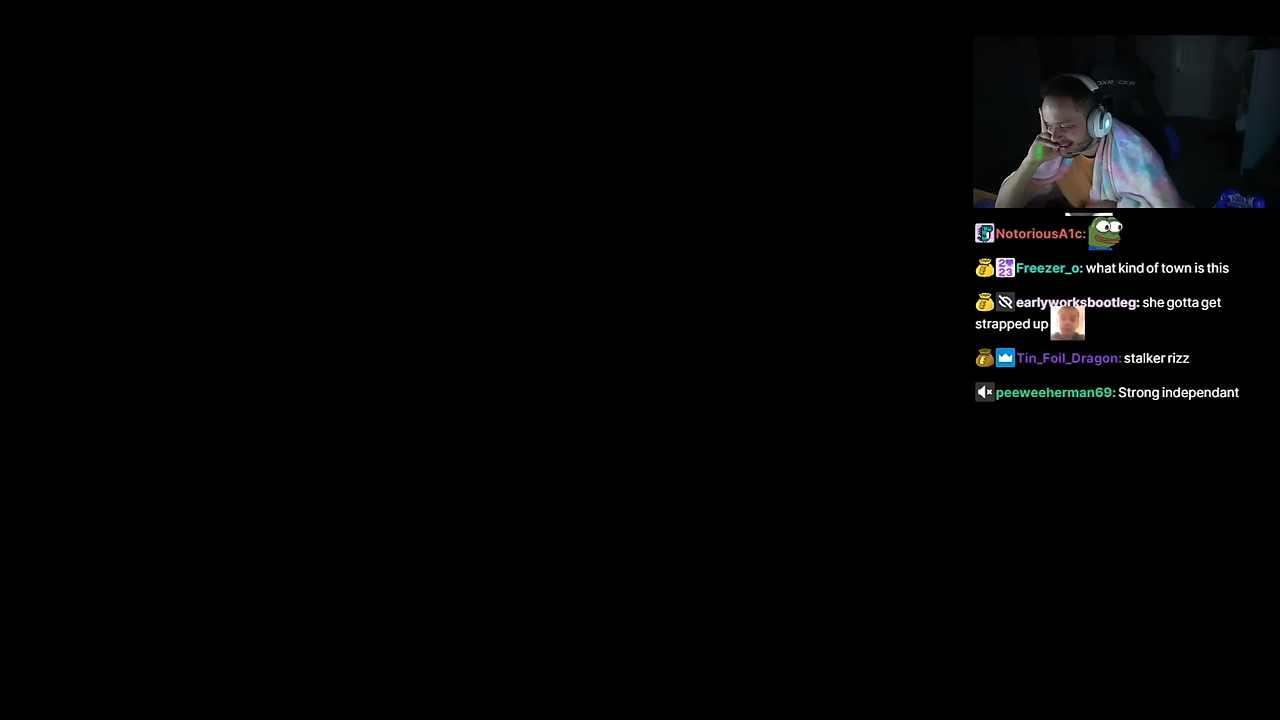 NotoriousA1c:
Freezer_o: what kind of town is this
earlyworksbootleg: she gotta get
strapped up
Tin_Foil_Dragon: stalker rizz
peeweeherman69: Strong independant